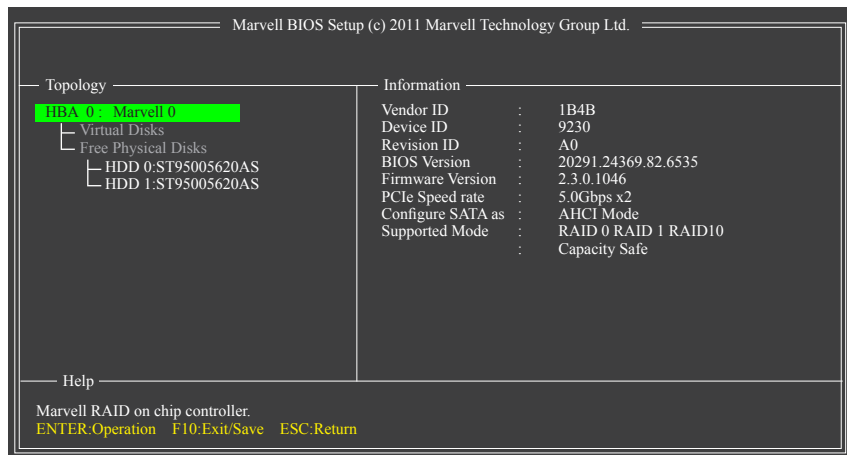 Marvell BIOS Setup (c) 2011 Marvell Technology Group Ltd.
Topology
HBA 0 : Marvell 0
Virtual Disks
Free Physical Disks
HDD 0:ST95005620AS
HDD 1:ST95005620AS
Information
Vendor ID : 1B4B
Device ID : 9230
Revision ID : A0
BIOS Version : 20291.24369.82.6535
Firmware Version : 2.3.0.1046
PCIe Speed rate : 5.0Gbps x2
Configure SATA as : AHCI Mode
Supported Mode : RAID 0 RAID 1 RAID10
: Capacity Safe
Help
Marvell RAID on chip controller.
ENTER:Operation F10:Exit/Save ESC:Return